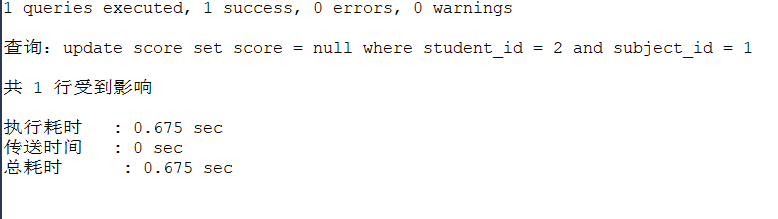 1 queries executed, 1 success, 0 errors, 0 warnings
查询：update score set score = null where student_id = 2 and subject_id = 1
共 1 行受到影响
执行耗时   : 0.675 sec
传送时间   : 0 sec
总耗时      : 0.675 sec